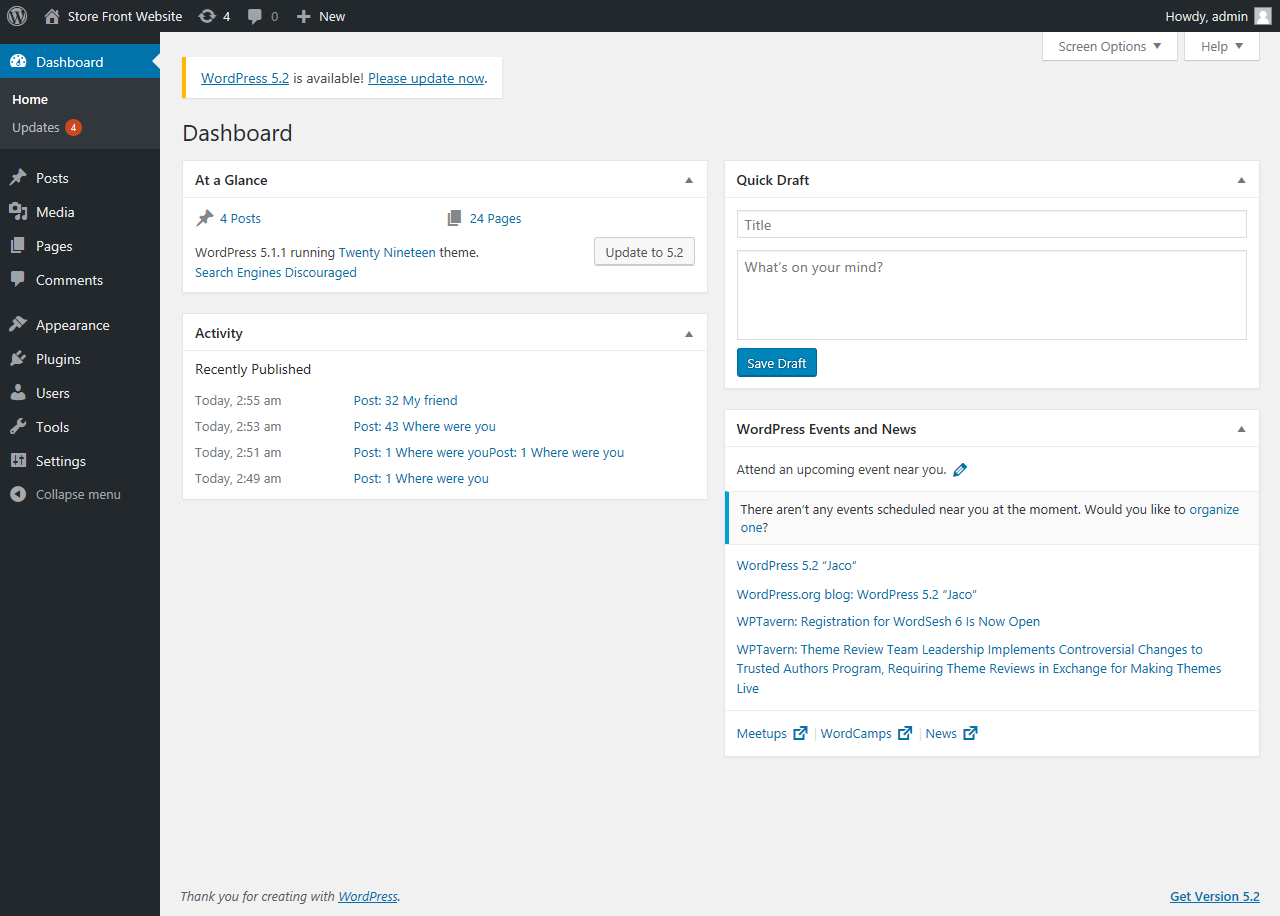 Store Front Website 4 0 New Howdy, admin
Dashboard
Home
Updates 4
Posts
Media
Pages
Comments
Appearance
Plugins
Users
Tools
Settings
Collapse menu
Screen Options Help
WordPress 5.2 is available! Please update now.
Dashboard
At a Glance
4 Posts 24 Pages
WordPress 5.1.1 running Twenty Nineteen theme. Update to 5.2
Search Engines Discouraged
Activity
Recently Published
Today, 2:55 am Post: 32 My friend
Today, 2:53 am Post: 43 Where were you
Today, 2:51 am Post: 1 Where were youPost: 1 Where were you
Today, 2:49 am Post: 1 Where were you
Quick Draft
Title
What's on your mind?
Save Draft
WordPress Events and News
Attend an upcoming event near you.
There aren't any events scheduled near you at the moment. Would you like to organize
one?
WordPress 5.2 “Jaco”
WordPress.org blog: WordPress 5.2 “Jaco”
WPTavern: Registration for WordSesh 6 Is Now Open
WPTavern: Theme Review Team Leadership Implements Controversial Changes to
Trusted Authors Program, Requiring Theme Reviews in Exchange for Making Themes
Live
Meetups | WordCamps | News
Thank you for creating with WordPress. Get Version 5.2